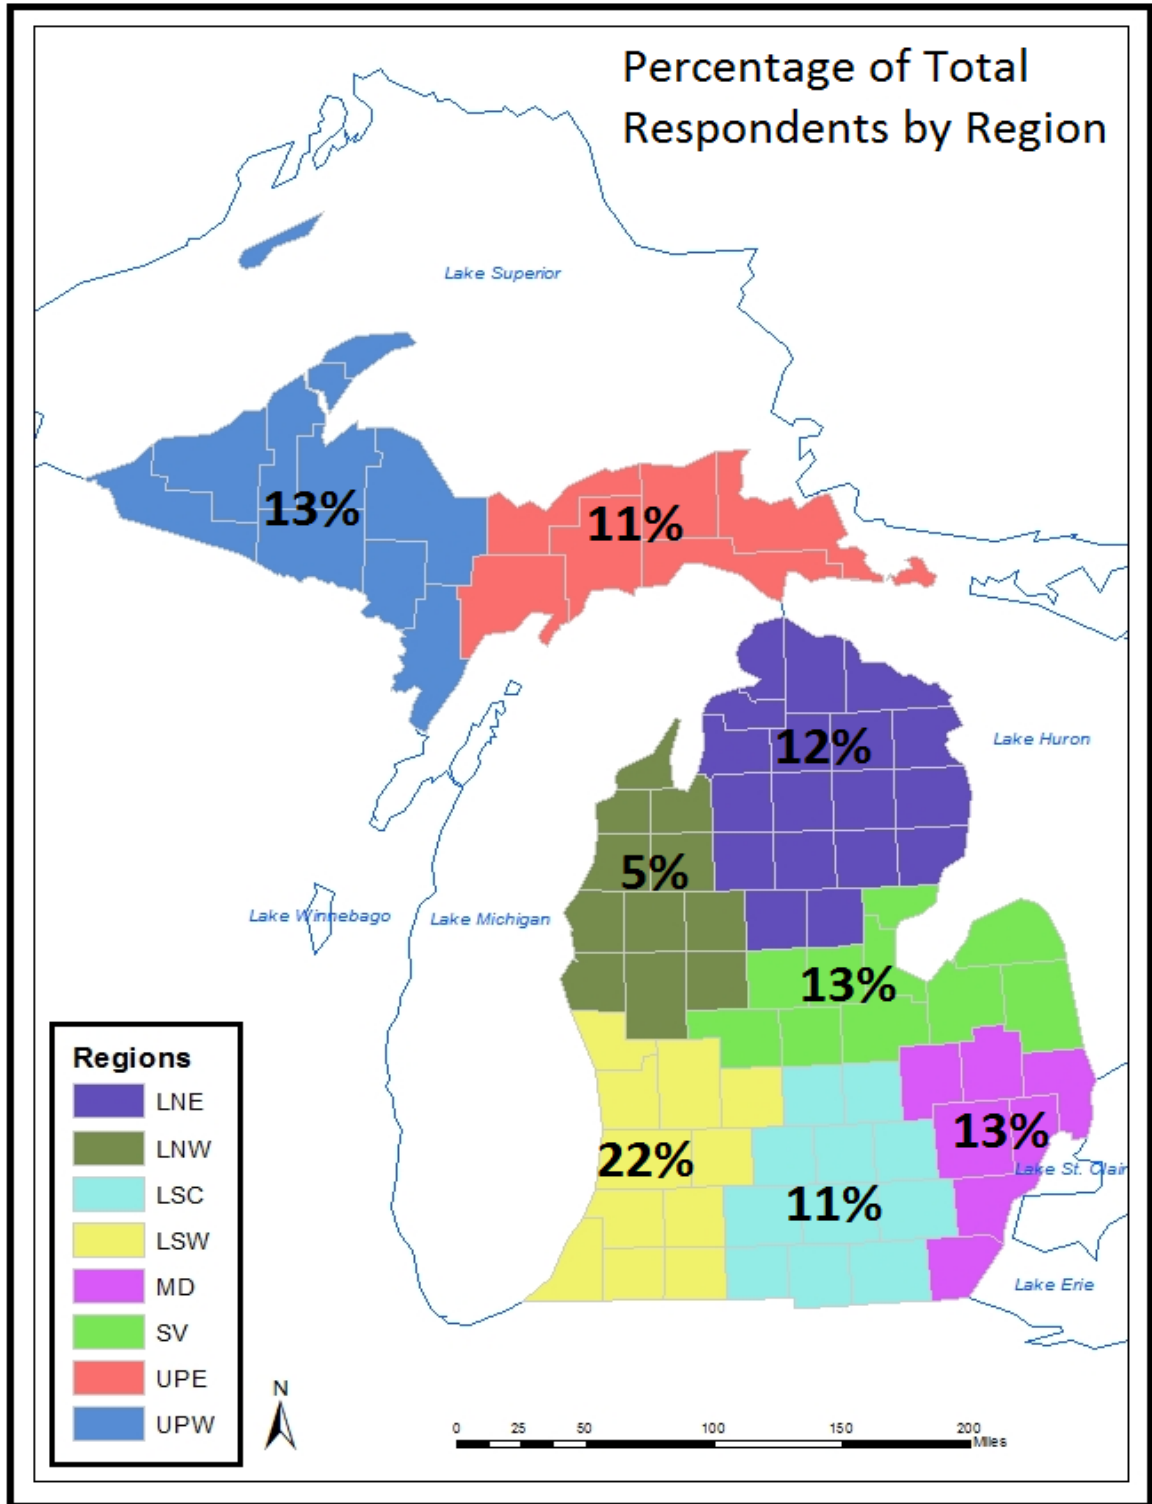 Percentage of Total
Respondents by Region
Lake Superior
13%
11%
12%
Lake Huron
5%
Lake Winnebago
Lake Michigan
13%
13%
22%
Lake St. Clair
11%
Lake Erie
Regions
LNE
LNW
LSC
LSW
MD
SV
UPE
UPW
N
0 25 50 100 150 200
Miles